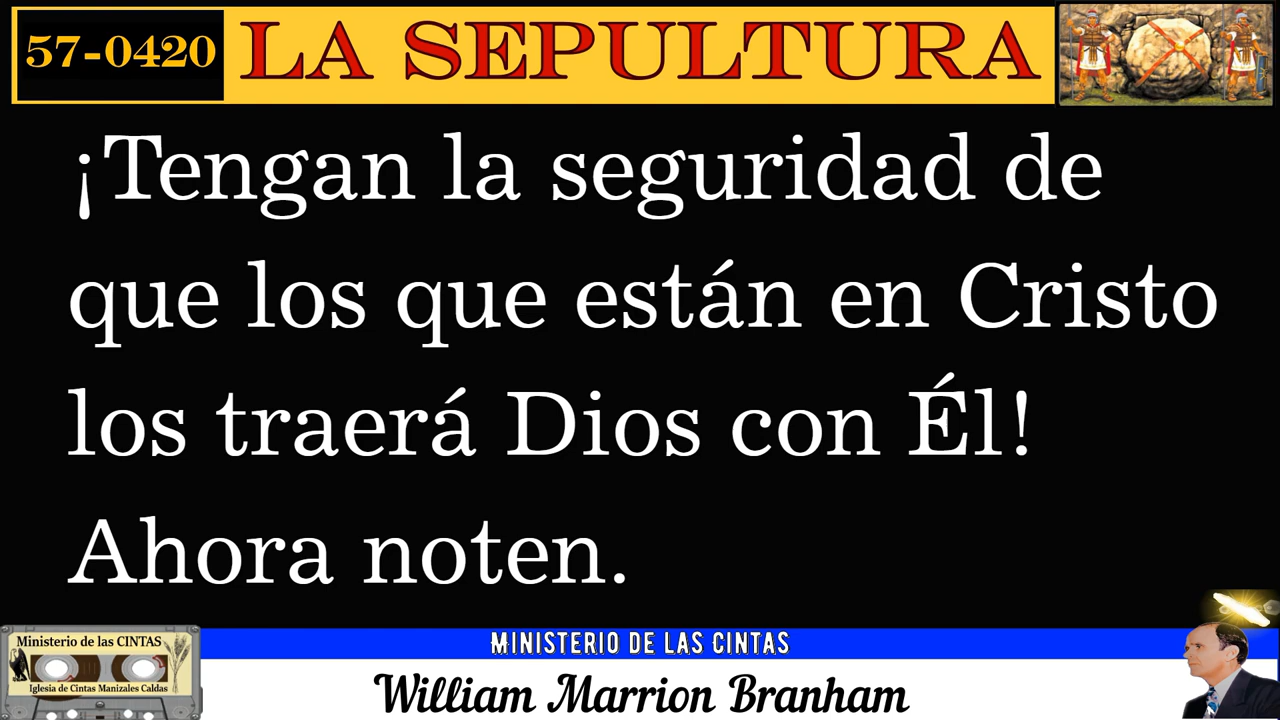 57-0420 LA SEPULTURA
¡Tengan la seguridad de
que los que están en Cristo
los traerá Dios con Él!
Ahora noten.
MINISTERIO DE LAS CINTAS
Ministerio de las CINTAS
Iglesia de Cintas Manizales Caldas
William Marrion Branham